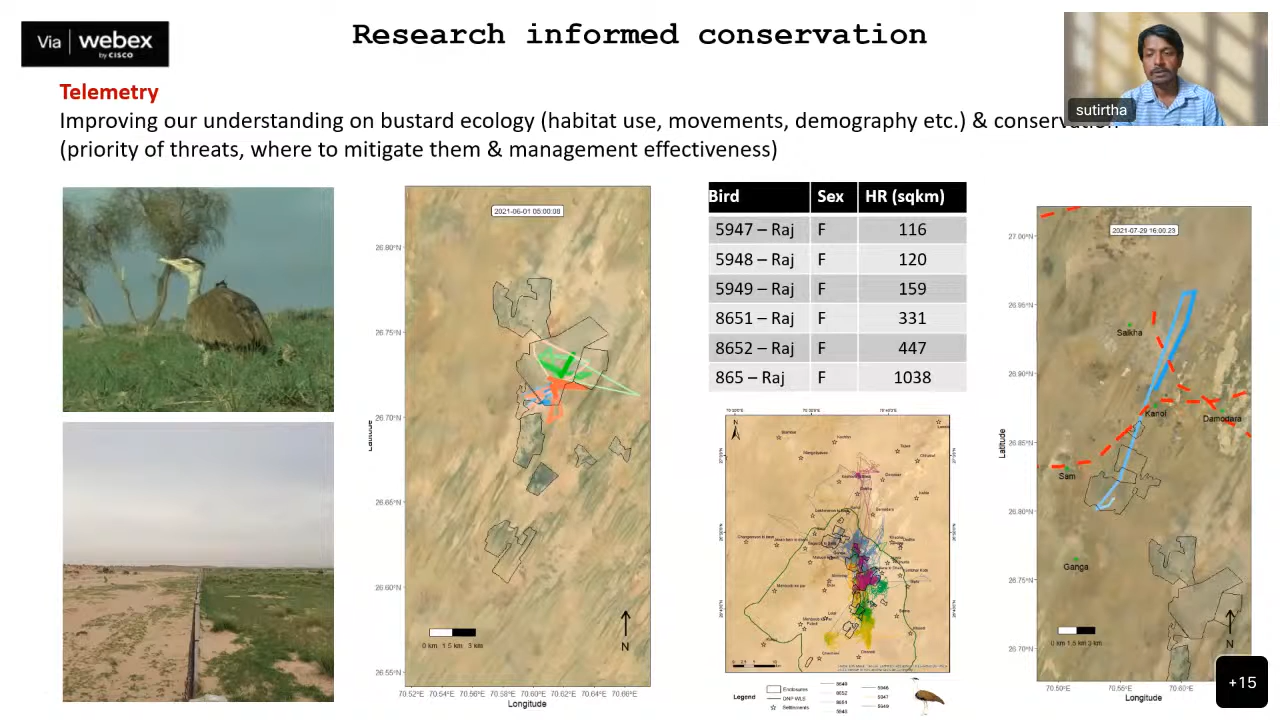 Via | webex
by CISCO
Research informed conservation
sutirtha
Telemetry
Improving our understanding on bustard ecology (habitat use, movements, demography etc.) & conservation
(priority of threats, where to mitigate them & management effectiveness)
2021-06-01 05:00:08
26.80°N
26.75°N
26.70°N
26.65°N
26.60°N
26.55°N
Latitude
0 km 1.5 km 3 km
N
70.52°E 70.54°E 70.56°E 70.58°E 70.60°E 70.62°E 70.64°E 70.66°E
Longitude
Bird Sex HR (sqkm)
5947 – Raj F 116
5948 – Raj F 120
5949 – Raj F 159
8651 – Raj F 331
8652 – Raj F 447
865 – Raj F 1038
N
Legend
Enclosures
DNP WLS
Settlements
2021-07-29 16:00:23
27.00°N
26.95°N
26.90°N
26.85°N
26.80°N
26.75°N
26.70°N
Latitude
Salkha
Kanoi
Damodara
Sam
Ganga
0 km 1.5 km 3 km
N
70.50°E 70.55°E 70.60°E
Longitude
+15